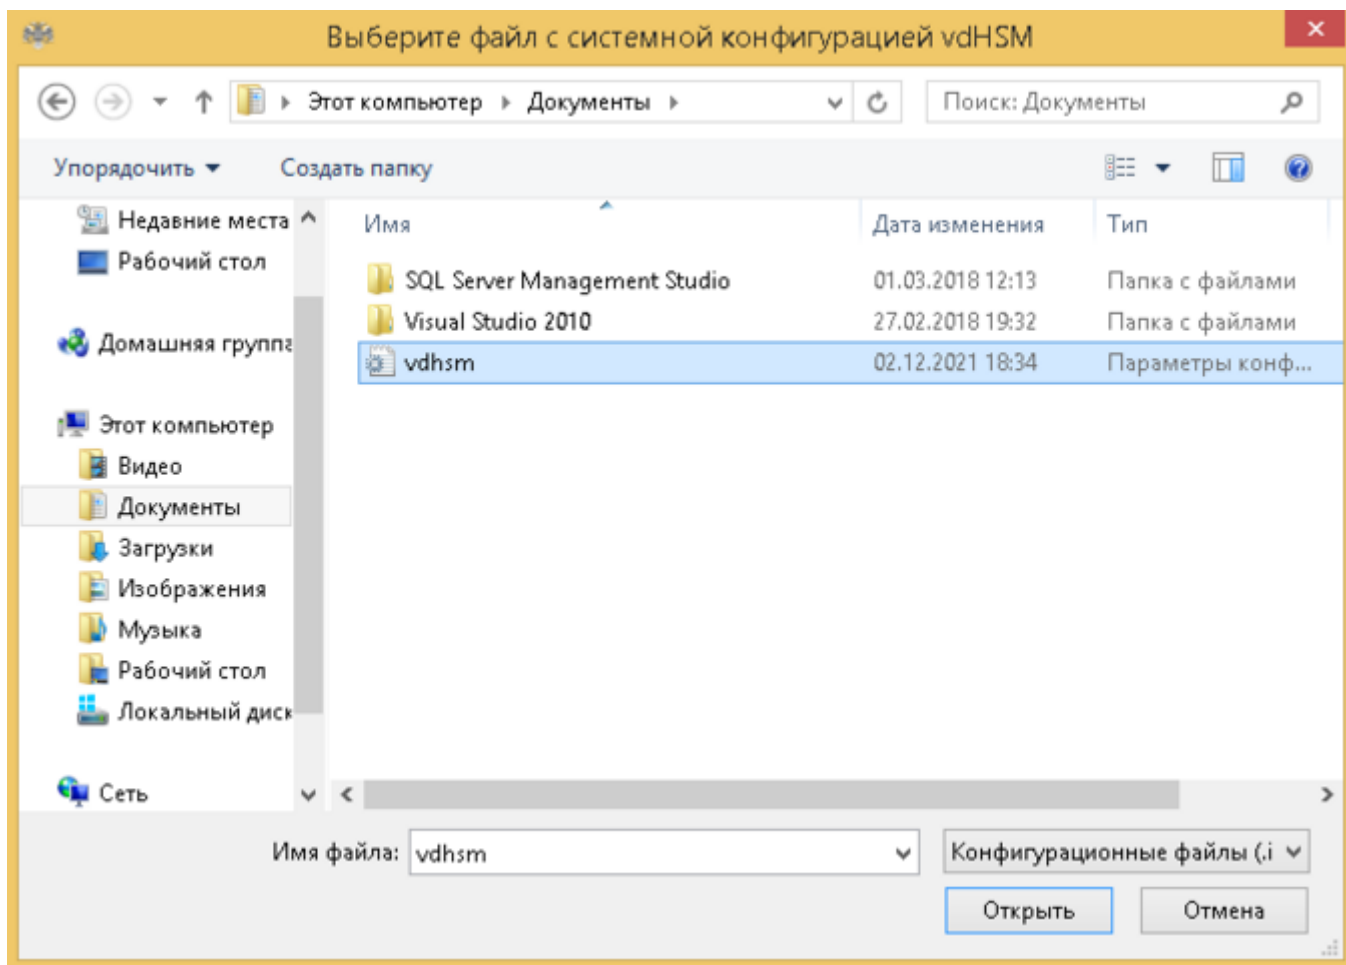 Выберите файл с системной конфигурацией vdHSM
Этот компьютер Документы
Поиск: Документы
Упорядочить
Создать папку
Недавние места
Рабочий стол
Домашняя группа
Этот компьютер
Видео
Документы
Загрузки
Изображения
Музыка
Рабочий стол
Локальный диск
Сеть
Имя Дата изменения Тип
SQL Server Management Studio 01.03.2018 12:13 Папка с файлами
Visual Studio 2010 27.02.2018 19:32 Папка с файлами
vdhsm 02.12.2021 18:34 Параметры конф...
Имя файла: vdhsm
Конфигурационные файлы (.i
Открыть Отмена